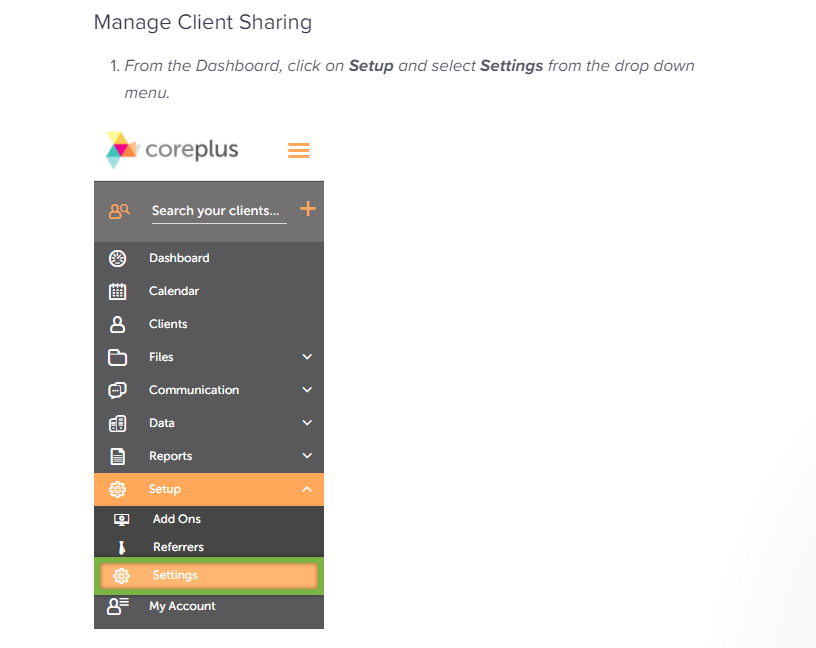 Manage Client Sharing
1. From the Dashboard, click on Setup and select Settings from the drop down
menu.
coreplus
Search your clients...
Dashboard
Calendar
Clients
Files
Communication
Data
Reports
Setup
Add Ons
Referrers
Settings
My Account